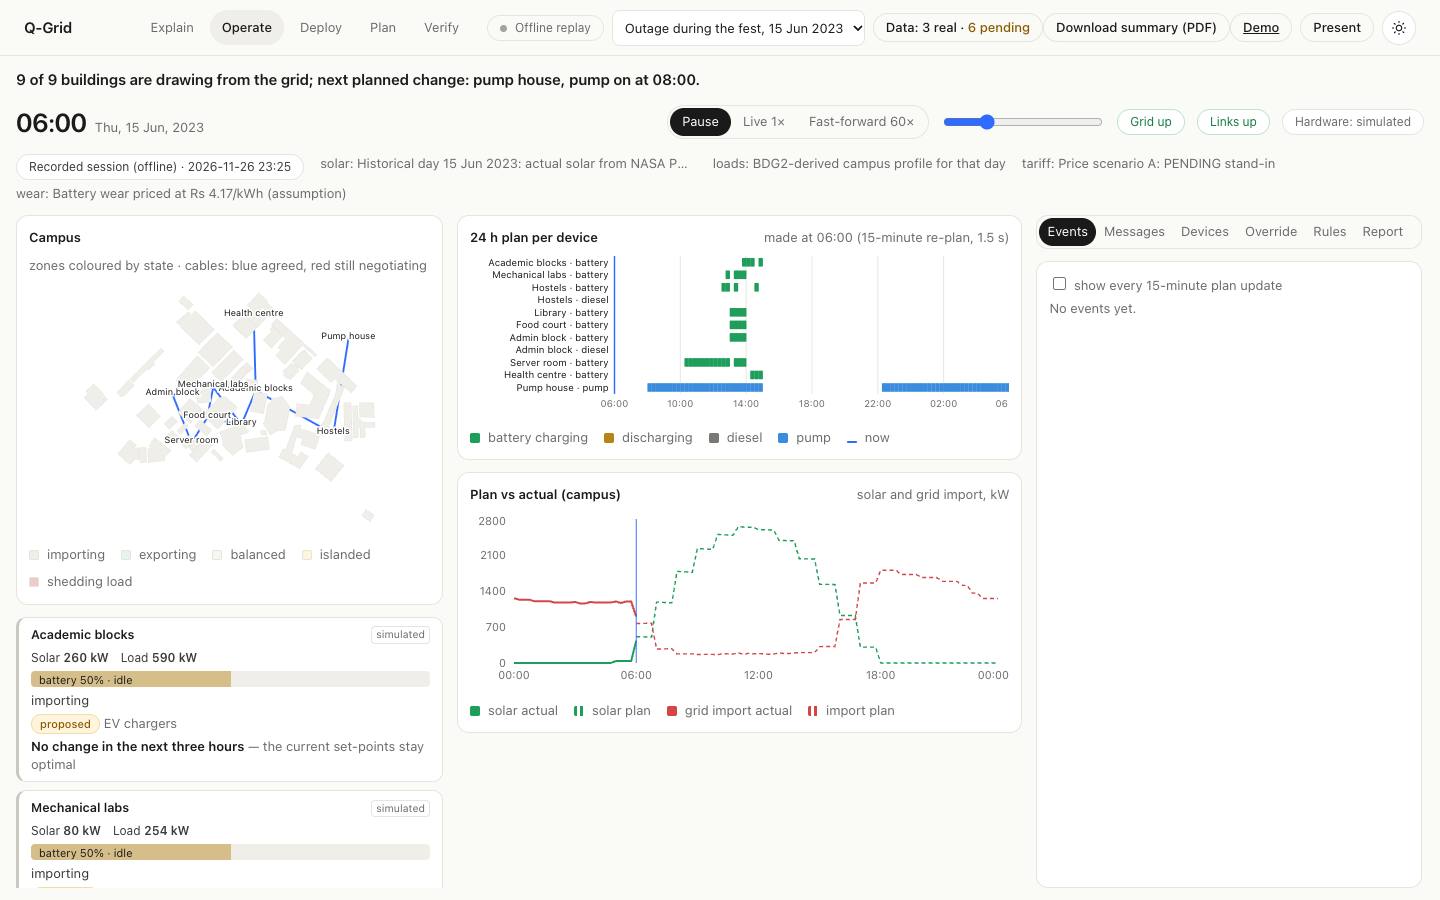 Q-Grid
Explain Operate Deploy Plan Verify
Offline replay
Outage during the fest, 15 Jun 2023
Data: 3 real · 6 pending
Download summary (PDF)
Demo
Present
9 of 9 buildings are drawing from the grid; next planned change: pump house, pump on at 08:00.
06:00 Thu, 15 Jun, 2023
Pause Live 1× Fast-forward 60×
Grid up
Links up
Hardware: simulated
Recorded session (offline) · 2026-11-26 23:25
solar: Historical day 15 Jun 2023: actual solar from NASA P...
loads: BDG2-derived campus profile for that day
tariff: Price scenario A: PENDING stand-in
wear: Battery wear priced at Rs 4.17/kWh (assumption)
Campus
zones coloured by state · cables: blue agreed, red still negotiating
Health centre
Pump house
Mechanical labs
Admin block
Academic blocks
Food court
Library
Hostels
Server room
importing exporting balanced islanded
shedding load
Academic blocks simulated
Solar 260 kW Load 590 kW
battery 50% · idle
importing
proposed EV chargers
No change in the next three hours — the current set-points stay
optimal
Mechanical labs simulated
Solar 80 kW Load 254 kW
battery 50% · idle
importing
24 h plan per device made at 06:00 (15-minute re-plan, 1.5 s)
Academic blocks · battery
Mechanical labs · battery
Hostels · battery
Hostels · diesel
Library · battery
Food court · battery
Admin block · battery
Admin block · diesel
Server room · battery
Health centre · battery
Pump house · pump
06:00 10:00 14:00 18:00 22:00 02:00 06
battery charging discharging diesel pump now
Plan vs actual (campus) solar and grid import, kW
2800
2100
1400
700
0
00:00 06:00 12:00 18:00 00:00
solar actual solar plan grid import actual import plan
Events Messages Devices Override Rules Report
show every 15-minute plan update
No events yet.